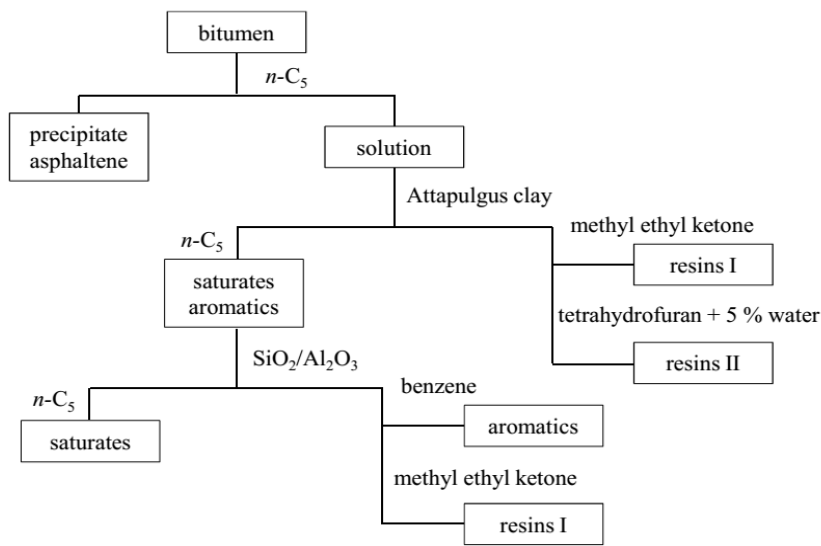 bitumen
n-C₅
precipitate
asphaltene
solution
Attapulgus clay
n-C₅
methyl ethyl ketone
saturates
aromatics
resins I
tetrahydrofuran + 5 % water
SiO₂/Al₂O₃
resins II
n-C₅
benzene
saturates
aromatics
methyl ethyl ketone
resins I